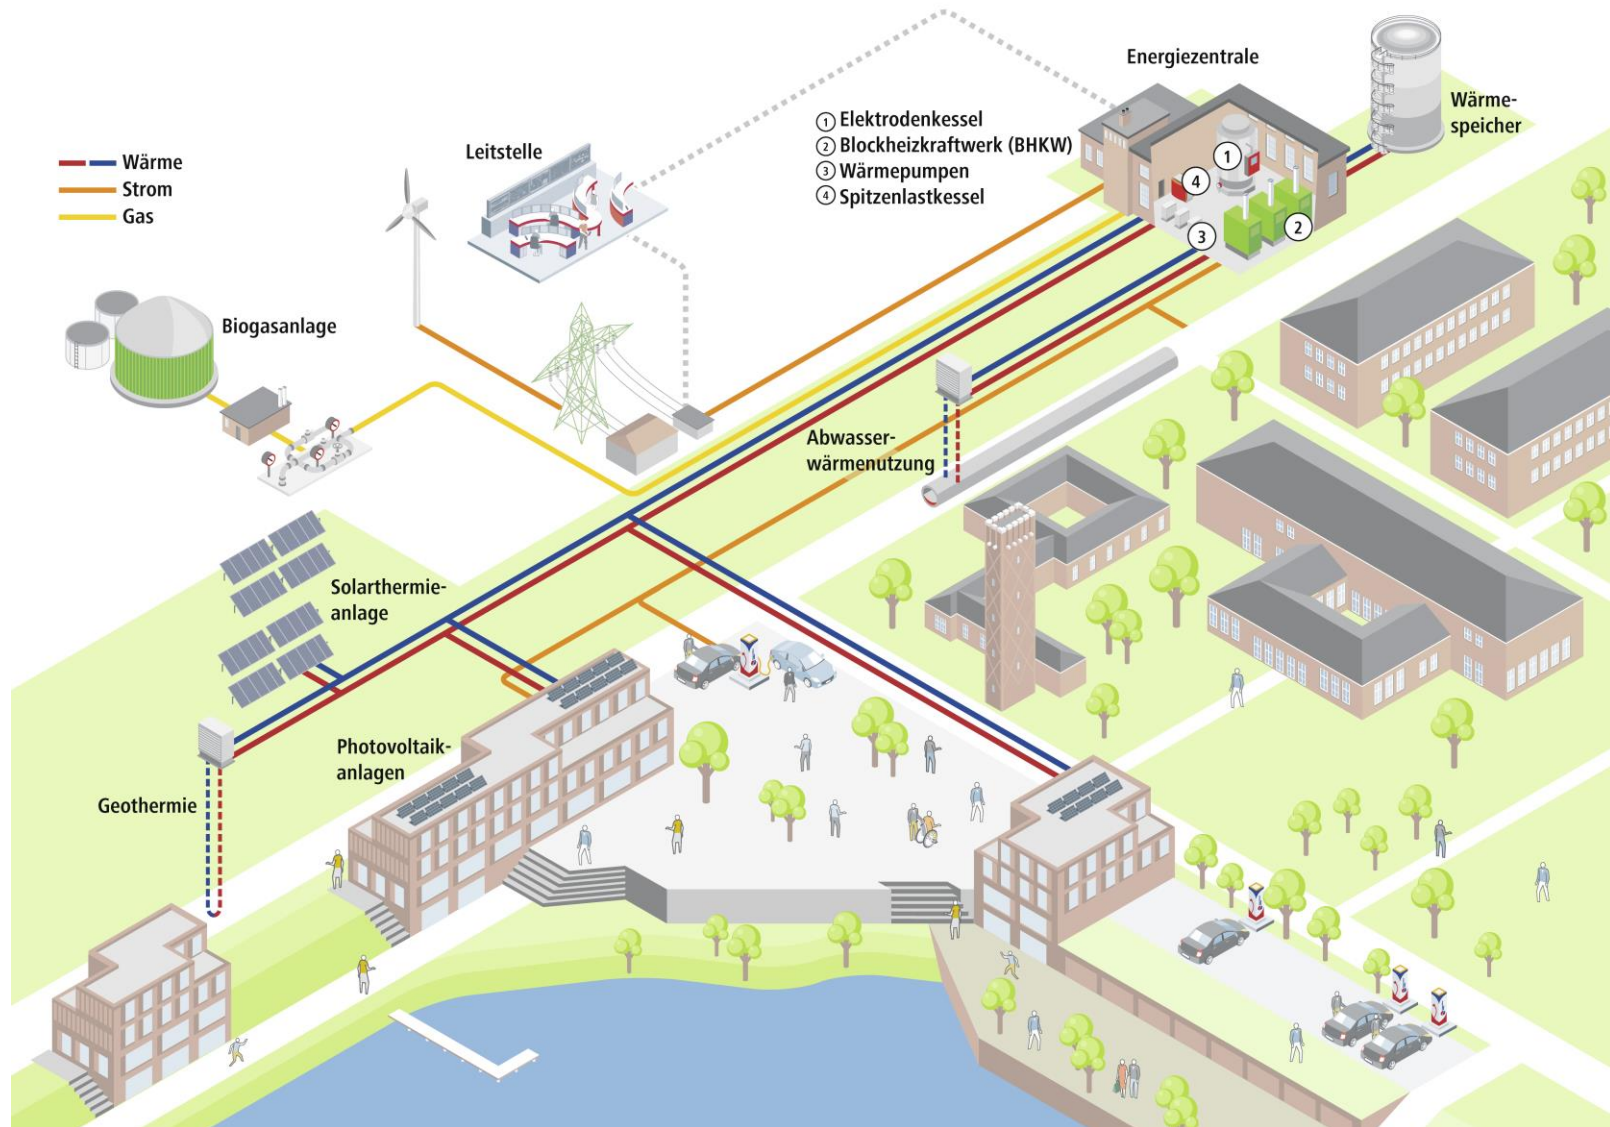 Energiezentrale
Wärme-
speicher
1 Elektrodenkessel
2 Blockheizkraftwerk (BHKW)
3 Wärmepumpen
4 Spitzenlastkessel
1
4
3
2
Leitstelle
Wärme
Strom
Gas
Biogasanlage
Abwasser-
wärmenutzung
Solarthermie-
anlage
Photovoltaik-
anlagen
Geothermie